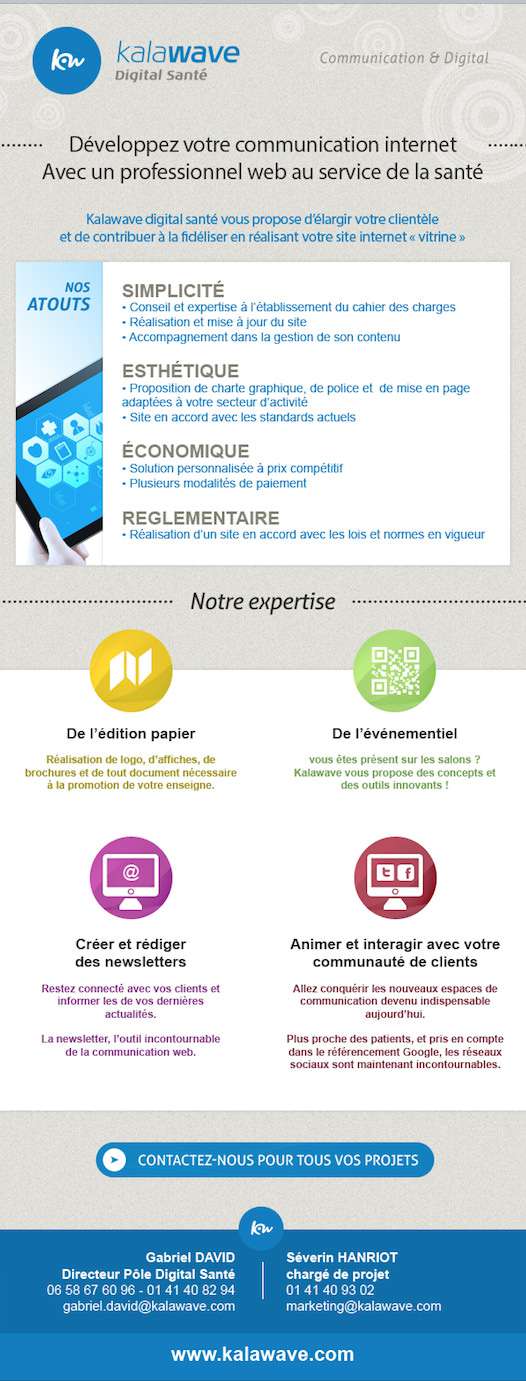 kalawave
Digital Santé
Communication & Digital
Développez votre communication internet
Avec un professionnel web au service de la santé
Kalawave digital santé vous propose d'élargir votre clientèle
et de contribuer à la fidéliser en réalisant votre site internet « vitrine »
NOS
ATOUTS
SIMPLICITÉ
• Conseil et expertise à l'établissement du cahier des charges
• Réalisation et mise à jour du site
• Accompagnement dans la gestion de son contenu
ESTHÉTIQUE
• Proposition de charte graphique, de police et de mise en page
adaptées à votre secteur d'activité
• Site en accord avec les standards actuels
ÉCONOMIQUE
• Solution personnalisée à prix compétitif
• Plusieurs modalités de paiement
REGLEMENTAIRE
• Réalisation d'un site en accord avec les lois et normes en vigueur
Notre expertise
De l'édition papier
Réalisation de logo, d'affiches, de
brochures et de tout document nécessaire
à la promotion de votre enseigne.
De l'événementiel
vous êtes présent sur les salons ?
Kalawave vous propose des concepts et
des outils innovants !
@
Créer et rédiger
des newsletters
Restez connecté avec vos clients et
informer les de vos dernières
actualités.
La newsletter, l'outil incontournable
de la communication web.
t f
Animer et interagir avec votre
communauté de clients
Allez conquérir les nouveaux espaces de
communication devenu indispensable
aujourd'hui.
Plus proche des patients, et pris en compte
dans le référencement Google, les réseaux
sociaux sont maintenant incontournables.
CONTACTEZ-NOUS POUR TOUS VOS PROJETS
kaw
Gabriel DAVID
Directeur Pôle Digital Santé
06 58 67 60 96 - 01 41 40 82 94
gabriel.david@kalawave.com
Séverin HANRIOT
chargé de projet
01 41 40 93 02
marketing@kalawave.com
www.kalawave.com